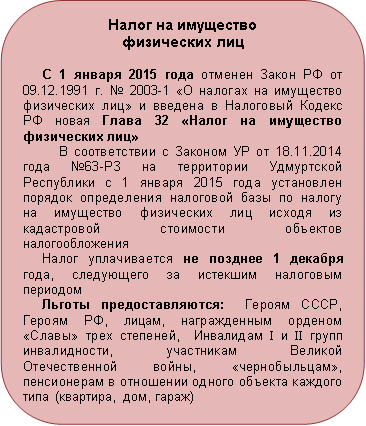 Налог на имущество
физических лиц
С 1 января 2015 года отменен Закон РФ от
09.12.1991 г. № 2003-1 «О налогах на имущество
физических лиц» и введена в Налоговый Кодекс
РФ новая Глава 32 «Налог на имущество
физических лиц»
В соответствии с Законом УР от 18.11.2014
года №63-РЗ на территории Удмуртской
Республики с 1 января 2015 года установлен
порядок определения налоговой базы по налогу
на имущество физических лиц исходя из
кадастровой стоимости объектов
налогообложения
Налог уплачивается не позднее 1 декабря
года, следующего за истекшим налоговым
периодом
Льготы предоставляются: Героям СССР,
Героям РФ, лицам, награжденным орденом
«Славы» трех степеней, Инвалидам I и II групп
инвалидности, участникам Великой
Отечественной войны, «чернобыльцам»,
пенсионерам в отношении одного объекта каждого
типа (квартира, дом, гараж)